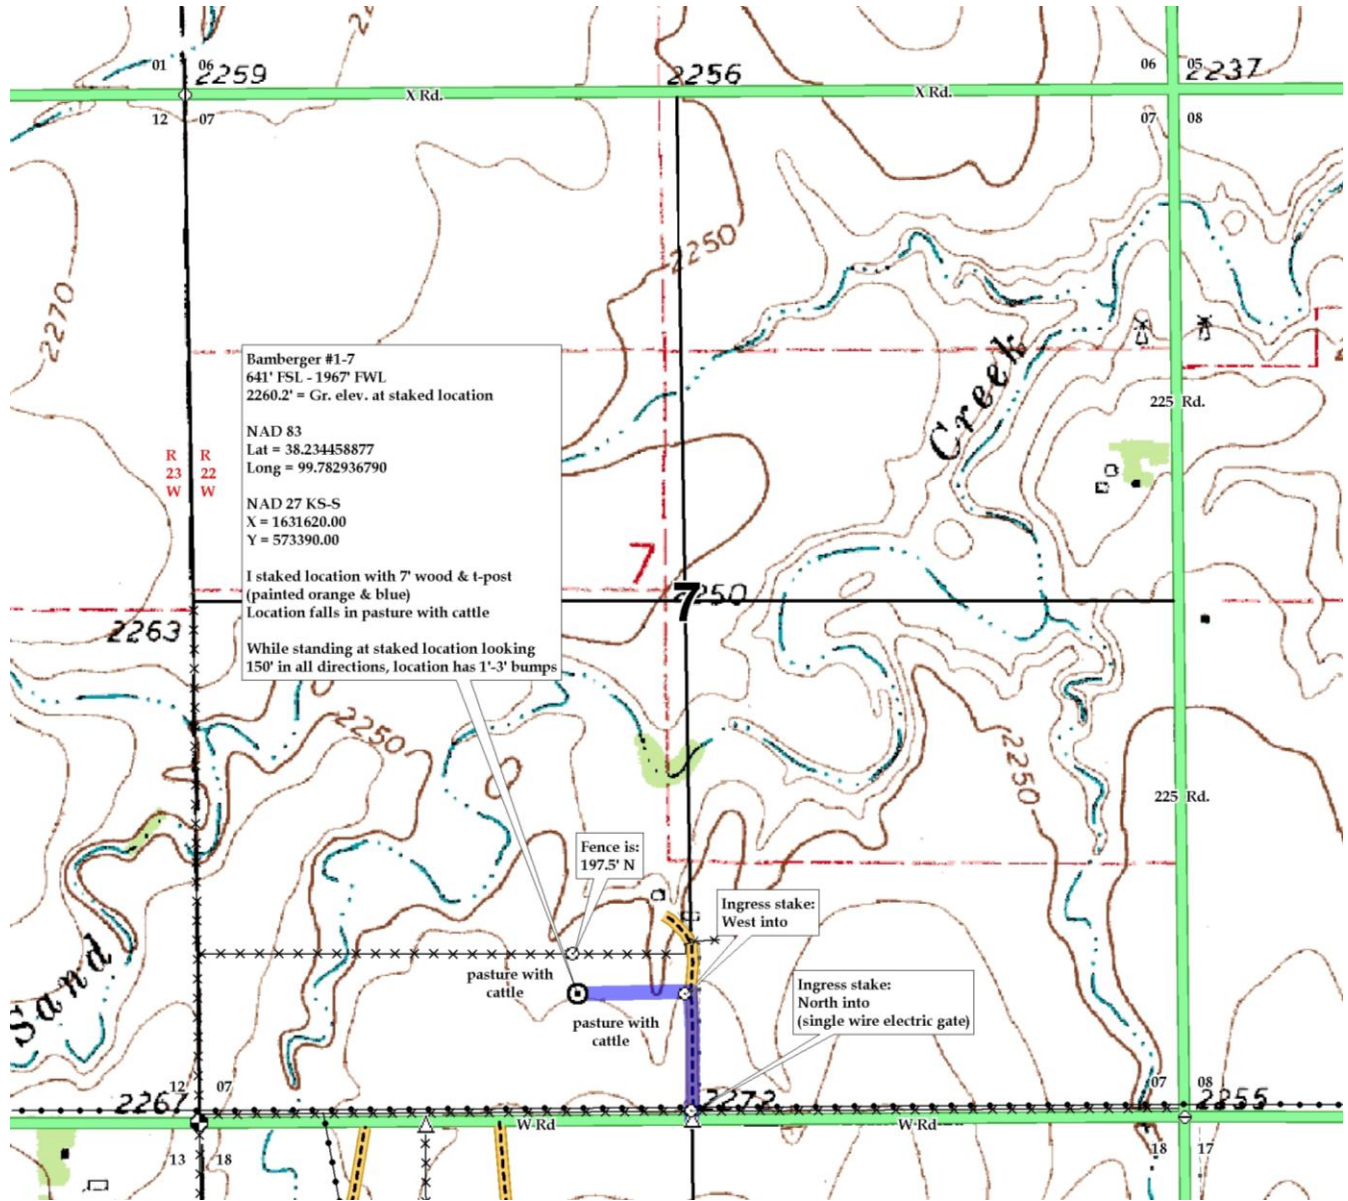 01 06
2259
2256
06 05
2237
X Rd.
X Rd.
12 07
07 08
2250
2270
Creek
225 Rd.
Bamberger #1-7
641' FSL - 1967' FWL
2260.2' = Gr. elev. at staked location
NAD 83
Lat = 38.234458877
Long = 99.782936790
NAD 27 KS-S
X = 1631620.00
Y = 573390.00
I staked location with 7' wood & t-post
(painted orange & blue)
Location falls in pasture with cattle
While standing at staked location looking
150' in all directions, location has 1'-3' bumps
R R
23 22
W W
7
7
2250
2263
2250
2250
225 Rd.
Fence is:
197.5' N
Ingress stake:
West into
pasture with
cattle
Ingress stake:
North into
(single wire electric gate)
pasture with
cattle
Sand
12 07
2267
2272
07 08
2255
W Rd
W Rd
13 18
18 17